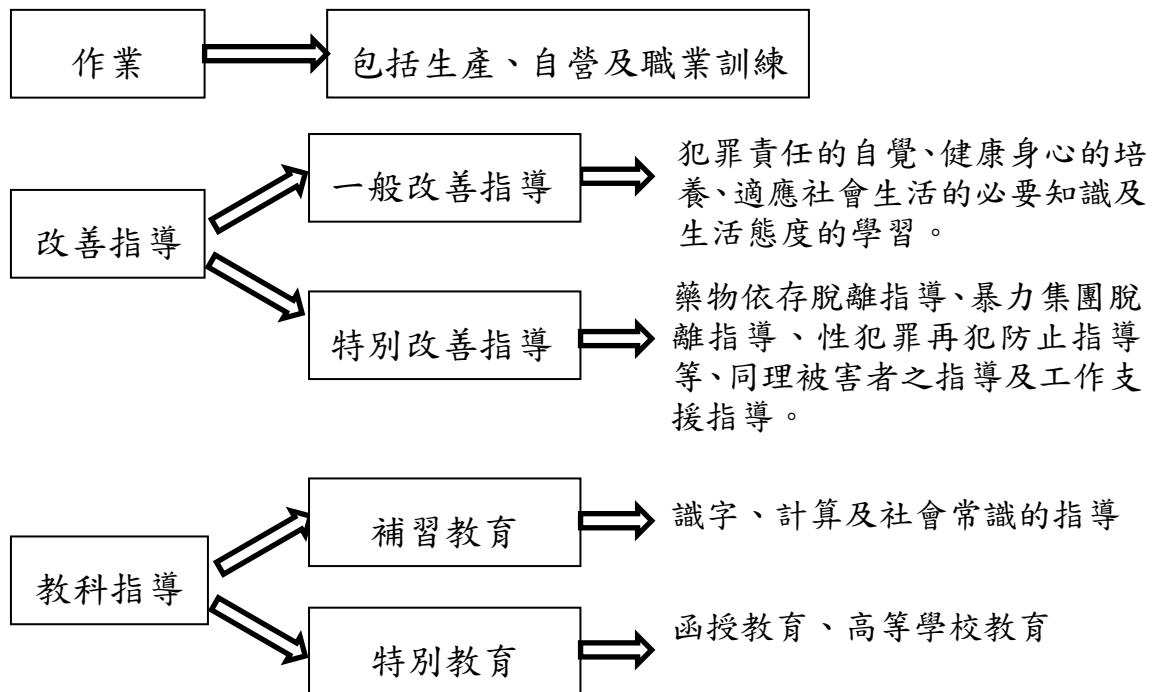 作業
包括生產、自營及職業訓練
改善指導
一般改善指導
犯罪責任的自覺、健康身心的培
養、適應社會生活的必要知識及
生活態度的學習。
特別改善指導
藥物依存脫離指導、暴力集團脫
離指導、性犯罪再犯防止指導
等、同理被害者之指導及工作支
援指導。
教科指導
補習教育
識字、計算及社會常識的指導
特別教育
函授教育、高等學校教育